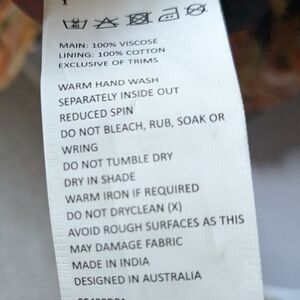 MAIN: 100% VISCOSE
LINING: 100% COTTON
EXCLUSIVE OF TRIMS
WARM HAND WASH
SEPARATELY INSIDE OUT
REDUCED SPIN
DO NOT BLEACH, RUB, SOAK OR
WRING
DO NOT TUMBLE DRY
DRY IN SHADE
WARM IRON IF REQUIRED
DO NOT DRYCLEAN (X)
AVOID ROUGH SURFACES AS THIS
MAY DAMAGE FABRIC
MADE IN INDIA
DESIGNED IN AUSTRALIA